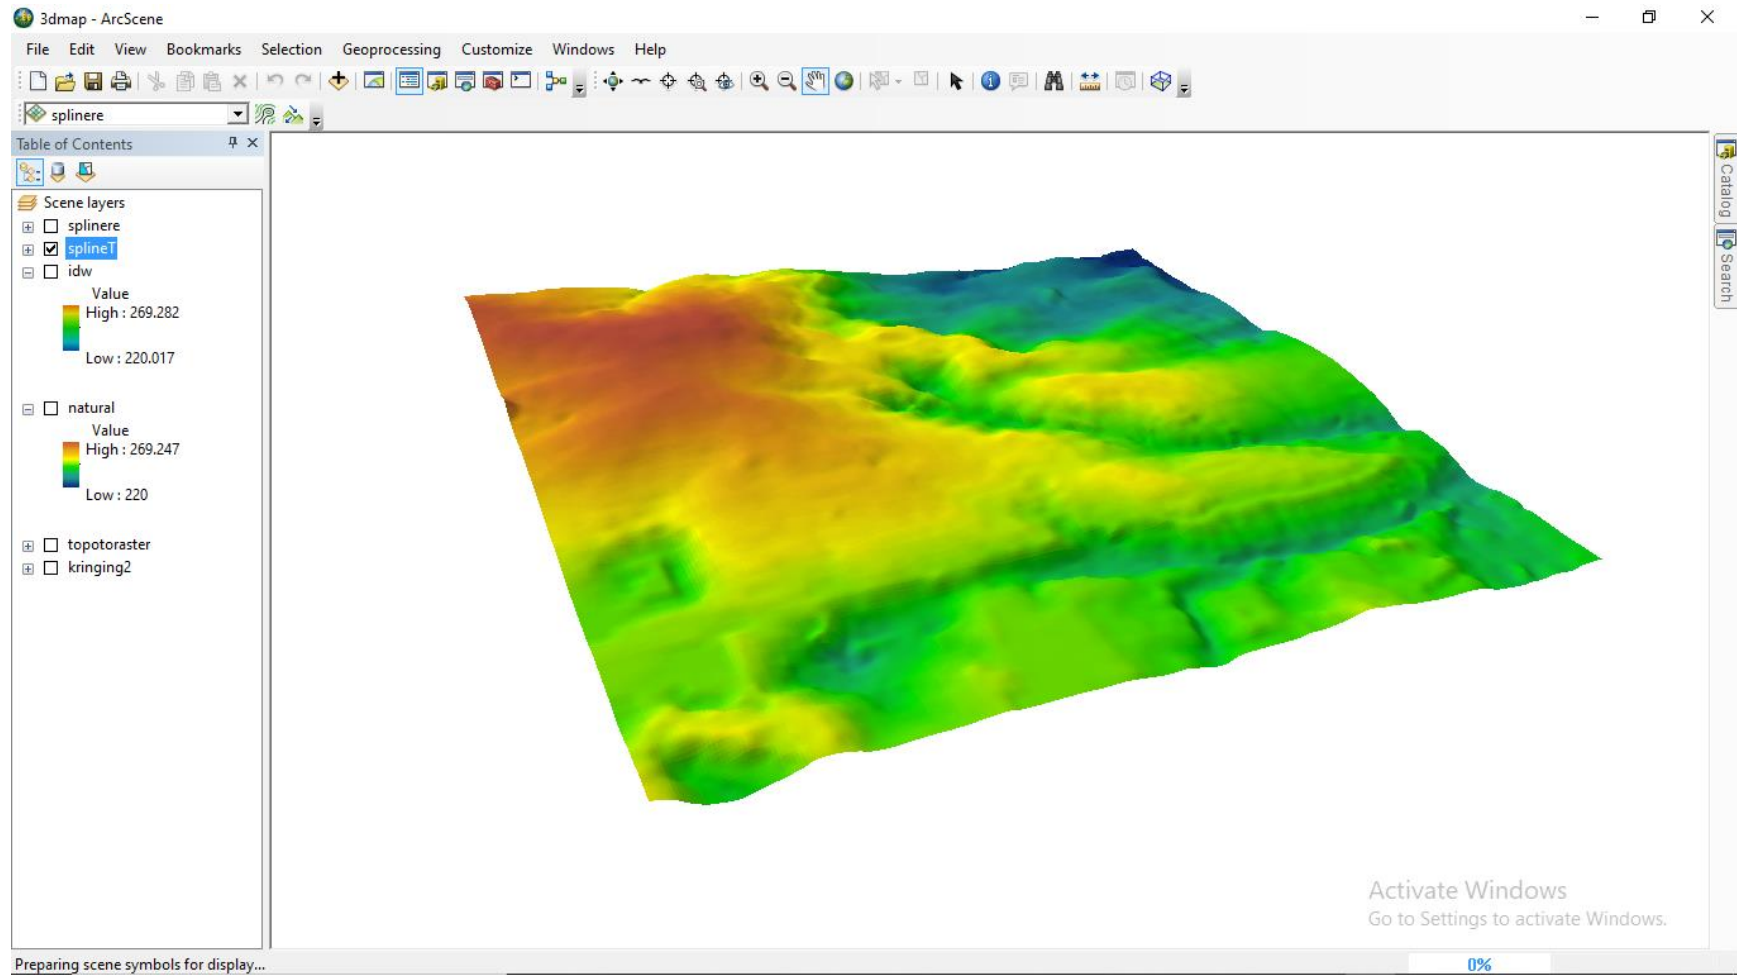 3dmap - ArcScene
File Edit View Bookmarks Selection Geoprocessing Customize Windows Help
splinere
Table of Contents
Scene layers
splinere
splineT
idw
Value
High : 269.282
Low : 220.017
natural
Value
High : 269.247
Low : 220
topotoraster
kringing2
Catalog
Search
Activate Windows
Go to Settings to activate Windows.
Preparing scene symbols for display...
0%